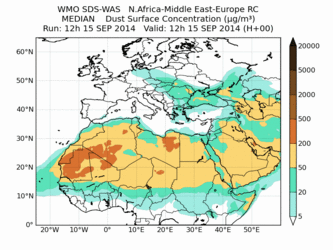 WMO SDS-WAS N.Africa-Middle East-Europe RC
MEDIAN Dust Surface Concentration (µg/m³)
Run: 12h 15 SEP 2014 Valid: 12h 15 SEP 2014 (H+00)
60°N
50°N
40°N
30°N
20°N
10°N
0°
20°W 10°W 0° 10°E 20°E 30°E 40°E 50°E
20000
5000
2000
500
200
50
20
5